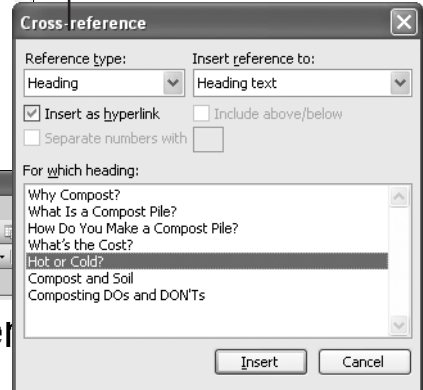 Cross-reference
Reference type: Insert reference to:
Heading Heading text
Insert as hyperlink Include above/below
Separate numbers with
For which heading:
Why Compost?
What Is a Compost Pile?
How Do You Make a Compost Pile?
What's the Cost?
Hot or Cold?
Compost and Soil
Composting DOs and DON'Ts
Insert Cancel